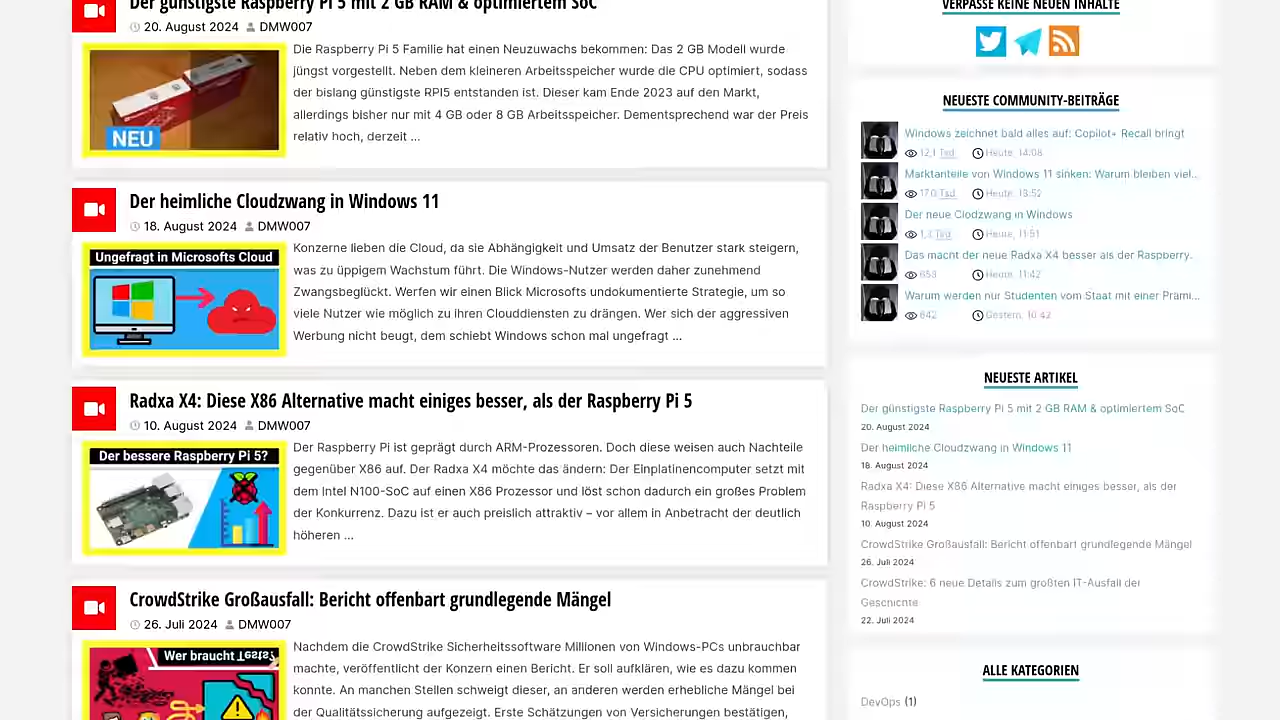 Der günstigste Raspberry Pi 5 mit 2 GB RAM & optimiertem SoC
20. August 2024 DMW007
Die Raspberry Pi 5 Familie hat einen Neuzuwachs bekommen: Das 2 GB Modell wurde
jüngst vorgestellt. Neben dem kleineren Arbeitsspeicher wurde die CPU optimiert, sodass
der bislang günstigste RPI5 entstanden ist. Dieser kam Ende 2023 auf den Markt,
allerdings bisher nur mit 4 GB oder 8 GB Arbeitsspeicher. Dementsprechend war der Preis
relativ hoch, derzeit ...
NEU
Der heimliche Cloudzwang in Windows 11
18. August 2024 DMW007
Ungefragt in Microsofts Cloud
Konzerne lieben die Cloud, da sie Abhängigkeit und Umsatz der Benutzer stark steigern,
was zu üppigem Wachstum führt. Die Windows-Nutzer werden daher zunehmend
Zwangsbeglückt. Werfen wir einen Blick Microsofts undokumentierte Strategie, um so
viele Nutzer wie möglich zu ihren Clouddiensten zu drängen. Wer sich der aggressiven
Werbung nicht beugt, dem schiebt Windows schon mal ungefragt ...
Radxa X4: Diese X86 Alternative macht einiges besser, als der Raspberry Pi 5
10. August 2024 DMW007
Der bessere Raspberry Pi 5?
Der Raspberry Pi ist geprägt durch ARM-Prozessoren. Doch diese weisen auch Nachteile
gegenüber X86 auf. Der Radxa X4 möchte das ändern: Der Einplatinencomputer setzt mit
dem Intel N100-SoC auf einen X86 Prozessor und löst schon dadurch ein großes Problem
der Konkurrenz. Dazu ist er auch preislich attraktiv – vor allem in Anbetracht der deutlich
höheren ...
CrowdStrike Großausfall: Bericht offenbart grundlegende Mängel
26. Juli 2024 DMW007
Wer braucht Tests?
Nachdem die CrowdStrike Sicherheitssoftware Millionen von Windows-PCs unbrauchbar
machte, veröffentlicht der Konzern einen Bericht. Er soll aufklären, wie es dazu kommen
konnte. An manchen Stellen schweigt dieser, an anderen werden erhebliche Mängel bei
der Qualitätssicherung aufgezeigt. Erste Schätzungen von Versicherungen bestätigen,
VERPASSE KEINE NEUEN INHALTE
NEUESTE COMMUNITY-BEITRÄGE
Windows zeichnet bald alles auf: Copilot+ Recall bringt
12,1 Tsd Heute, 14:08
Marktanteile von Windows 11 sinken: Warum bleiben viel...
17,0 Tsd Heute, 13:52
Der neue Clodzwang in Windows
Tsd Heute, 11:51
Das macht der neue Radxa X4 besser als der Raspberry.
653 Heute, 11:42
Warum werden nur Studenten vom Staat mit einer Prämi...
642 Gestern, 10:42
NEUESTE ARTIKEL
Der günstigste Raspberry Pi 5 mit 2 GB RAM & optimiertem SoC
20. August 2024
Der heimliche Cloudzwang in Windows 11
18. August 2024
Radxa X4: Diese X86 Alternative macht einiges besser, als der
Raspberry Pi 5
10. August 2024
CrowdStrike Großausfall: Bericht offenbart grundlegende Mängel
26. Juli 2024
CrowdStrike: 6 neue Details zum größten IT-Ausfall der
Geschichte
22. Juli 2024
ALLE KATEGORIEN
DevOps (1)